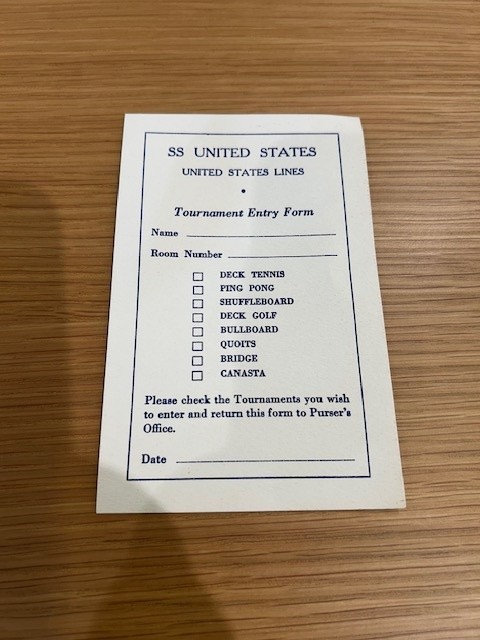 SS UNITED STATES
UNITED STATES LINES
•
Tournament Entry Form
Name
Room Number
DECK TENNIS
PING PONG
SHUFFLEBOARD
DECK GOLF
BULLBOARD
QUOITS
BRIDGE
CANASTA
Please check the Tournaments you wish
to enter and return this form to Purser's
Office.
Date